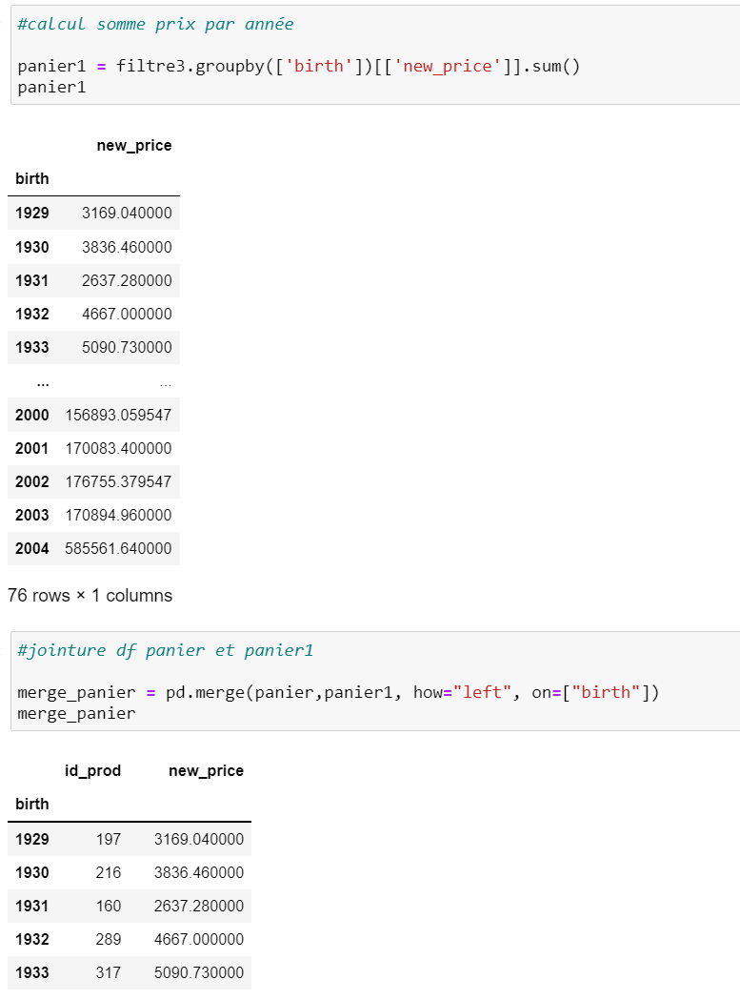 #calcul somme prix par année
panier1 = filtre3.groupby(['birth'])[['new_price']].sum()
panier1
new_price
birth
1929 3169.040000
1930 3836.460000
1931 2637.280000
1932 4667.000000
1933 5090.730000
... ...
2000 156893.059547
2001 170083.400000
2002 176755.379547
2003 170894.960000
2004 585561.640000
76 rows × 1 columns
#jointure df panier et panier1
merge_panier = pd.merge(panier,panier1, how="left", on=["birth"])
merge_panier
id_prod new_price
birth
1929 197 3169.040000
1930 216 3836.460000
1931 160 2637.280000
1932 289 4667.000000
1933 317 5090.730000